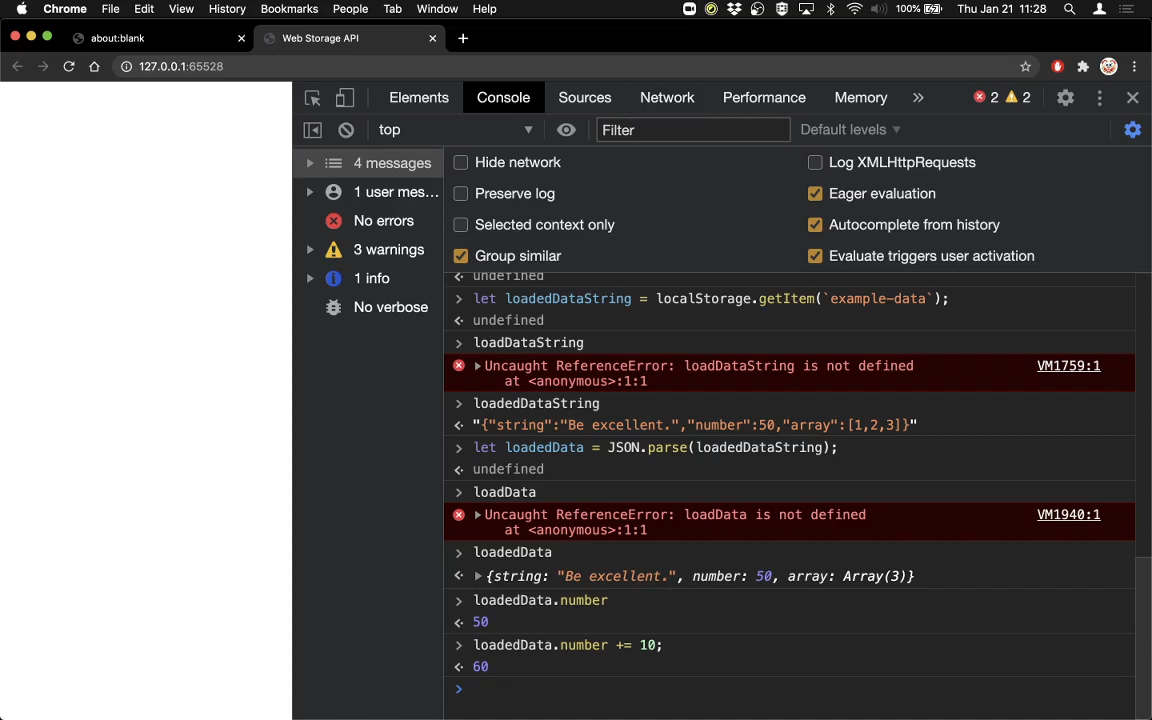 Chrome File Edit View History Bookmarks People Tab Window Help 100% Thu Jan 21 11:28
about:blank Web Storage API
127.0.0.1:65528
Elements Console Sources Network Performance Memory 2 2
top Filter Default levels
4 messages
1 user mes...
No errors
3 warnings
1 info
No verbose
Hide network Log XMLHttpRequests
Preserve log Eager evaluation
Selected context only Autocomplete from history
Group similar Evaluate triggers user activation
undefined
let loadedDataString = localStorage.getItem(`example-data`);
undefined
loadDataString
Uncaught ReferenceError: loadDataString is not defined VM1759:1
at <anonymous>:1:1
loadedDataString
"{"string":"Be excellent.","number":50,"array":[1,2,3]}"
let loadedData = JSON.parse(loadedDataString);
undefined
loadData
Uncaught ReferenceError: loadData is not defined VM1940:1
at <anonymous>:1:1
loadedData
{string: "Be excellent.", number: 50, array: Array(3)}
loadedData.number
50
loadedData.number += 10;
60